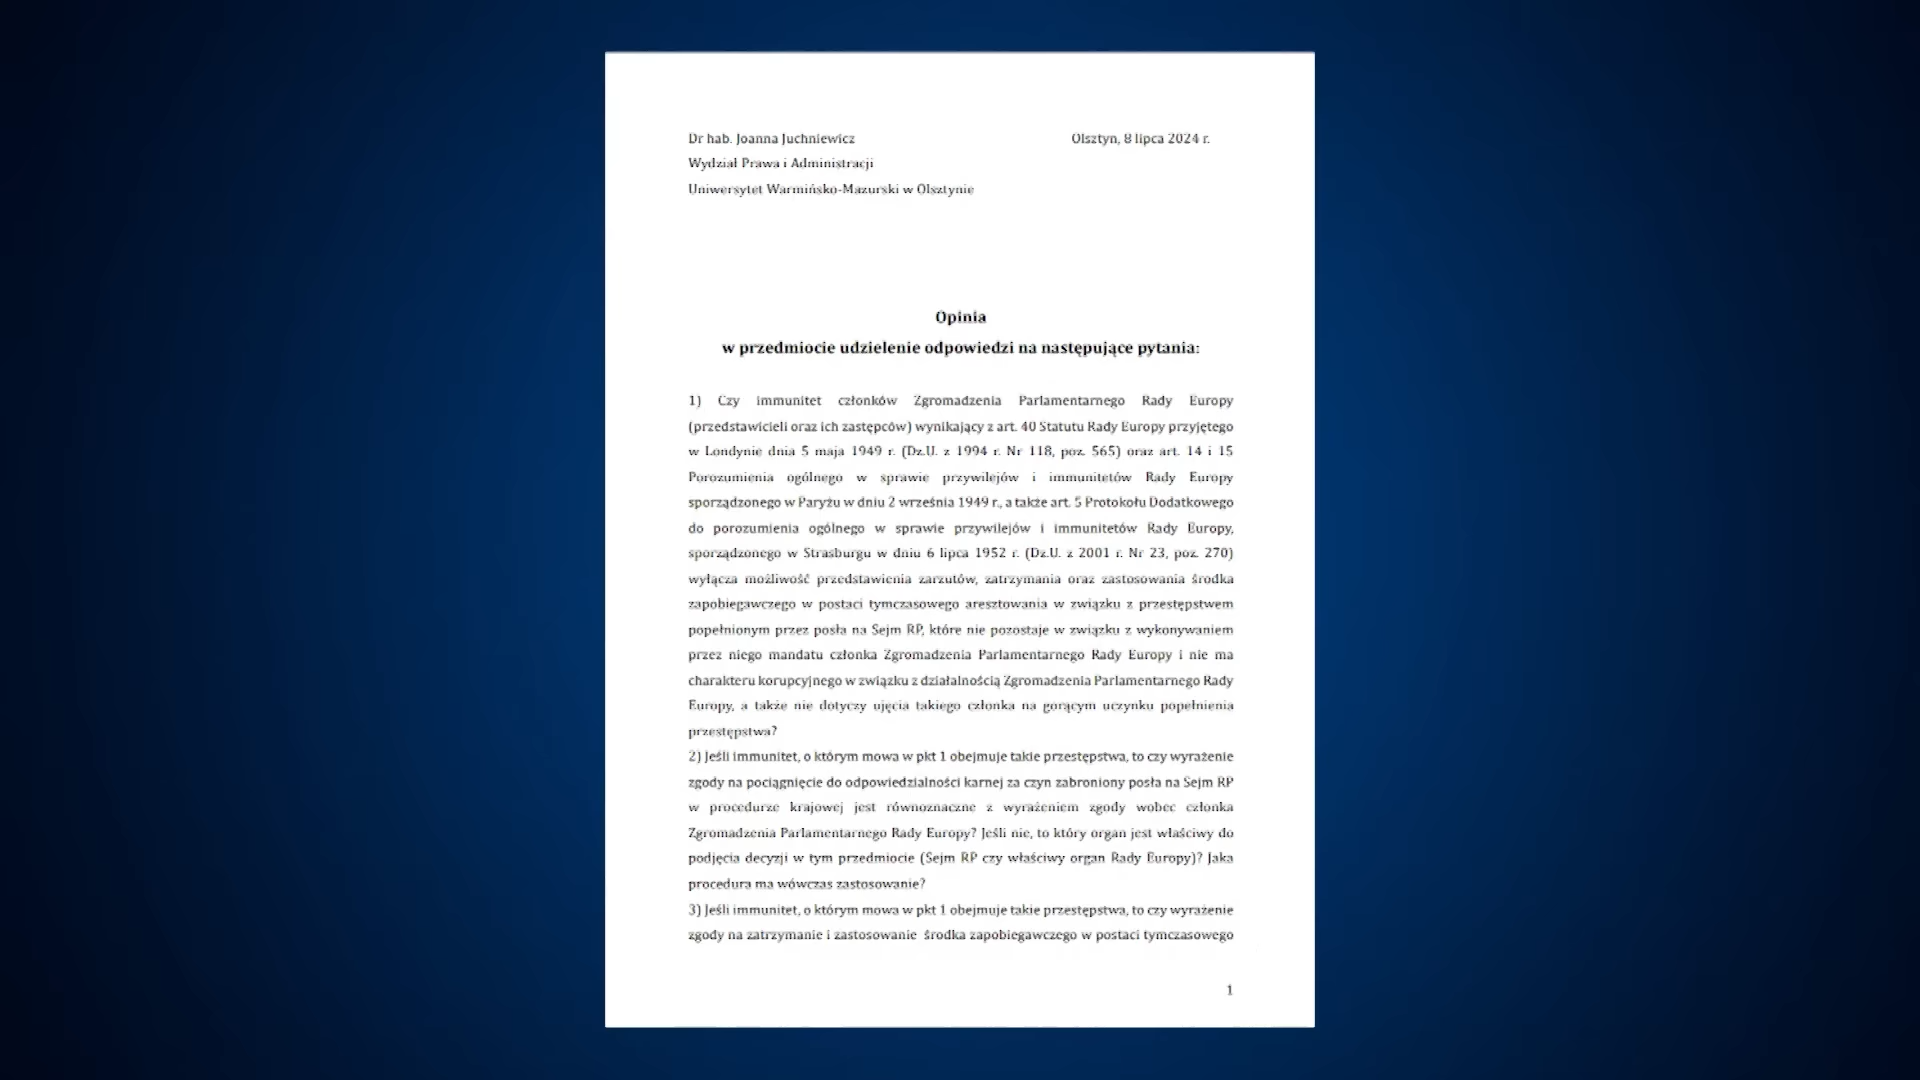 Dr hab. Joanna Juchniewicz Olsztyn, 8 lipca 2024 r.
Wydział Prawa i Administracji
Uniwersytet Warmińsko-Mazurski w Olsztynie
Opinia
w przedmiocie udzielenie odpowiedzi na następujące pytania:
1) Czy immunitet członków Zgromadzenia Parlamentarnego Rady Europy
(przedstawicieli oraz ich zastępców) wynikający z art. 40 Statutu Rady Europy przyjętego
w Londynie dnia 5 maja 1949 r. (Dz.U. z 1994 r. Nr 118, poz. 565) oraz art. 14 i 15
Porozumienia ogólnego w sprawie przywilejów i immunitetów Rady Europy
sporządzonego w Paryżu w dniu 2 września 1949 r., a także art. 5 Protokołu Dodatkowego
do porozumienia ogólnego w sprawie przywilejów i immunitetów Rady Europy,
sporządzonego w Strasburgu w dniu 6 lipca 1952 r. (Dz.U. z 2001 r. Nr 23, poz. 270)
wyłącza możliwość przedstawienia zarzutów, zatrzymania oraz zastosowania środka
zapobiegawczego w postaci tymczasowego aresztowania w związku z przestępstwem
popełnionym przez posła na Sejm RP, które nie pozostaje w związku z wykonywaniem
przez niego mandatu członka Zgromadzenia Parlamentarnego Rady Europy i nie ma
charakteru korupcyjnego w związku z działalnością Zgromadzenia Parlamentarnego Rady
Europy, a także nie dotyczy ujęcia takiego członka na gorącym uczynku popełnienia
przestępstwa?
2) Jeśli immunitet, o którym mowa w pkt 1 obejmuje takie przestępstwa, to czy wyrażenie
zgody na pociągnięcie do odpowiedzialności karnej za czyn zabroniony posła na Sejm RP
w procedurze krajowej jest równoznaczne z wyrażeniem zgody wobec członka
Zgromadzenia Parlamentarnego Rady Europy? Jeśli nie, to który organ jest właściwy do
podjęcia decyzji w tym przedmiocie (Sejm RP czy właściwy organ Rady Europy)? Jaka
procedura ma wówczas zastosowanie?
3) Jeśli immunitet, o którym mowa w pkt 1 obejmuje takie przestępstwa, to czy wyrażenie
zgody na zatrzymanie i zastosowanie środka zapobiegawczego w postaci tymczasowego
1